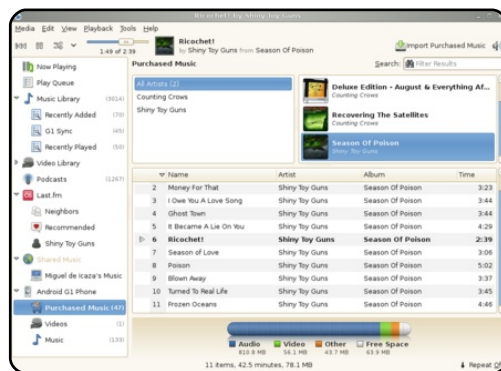 Ricochet! by Shiny Toy Guns
Media Edit View Playback Tools Help
1:49 of 2:39
Ricochet!
by Shiny Toy Guns from Season Of Poison
Import Purchased Music
Now Playing
Play Queue
Music Library (3014)
Recently Added (70)
G1 Sync (45)
Recently Played (50)
Video Library
Podcasts (1267)
Last.fm
Neighbors
Recommended
Shiny Toy Guns
Shared Music
Miguel de Icaza's Music
Android G1 Phone
Purchased Music (47)
Videos (1)
Music (133)
Purchased Music
Search: Filter Results
All Artists (2)
Counting Crows
Shiny Toy Guns
Deluxe Edition - August & Everything Af...
Counting Crows
Recovering The Satellites
Counting Crows
Season Of Poison
Shiny Toy Guns
Name Artist Album Time
2 Money For That Shiny Toy Guns Season Of Poison 3:23
3 I Owe You A Love Song Shiny Toy Guns Season Of Poison 3:44
4 Ghost Town Shiny Toy Guns Season Of Poison 3:44
5 It Became A Lie On You Shiny Toy Guns Season Of Poison 4:29
6 Ricochet! Shiny Toy Guns Season Of Poison 2:39
7 Season of Love Shiny Toy Guns Season Of Poison 3:06
8 Poison Shiny Toy Guns Season Of Poison 5:02
9 Blown Away Shiny Toy Guns Season Of Poison 3:37
10 Turned To Real Life Shiny Toy Guns Season Of Poison 3:45
11 Frozen Oceans Shiny Toy Guns Season Of Poison 4:46
Audio Video Other Free Space
810.8 MB 56.1 MB 43.7 MB 63.9 MB
11 items, 42.5 minutes, 78.1 MB
Repeat